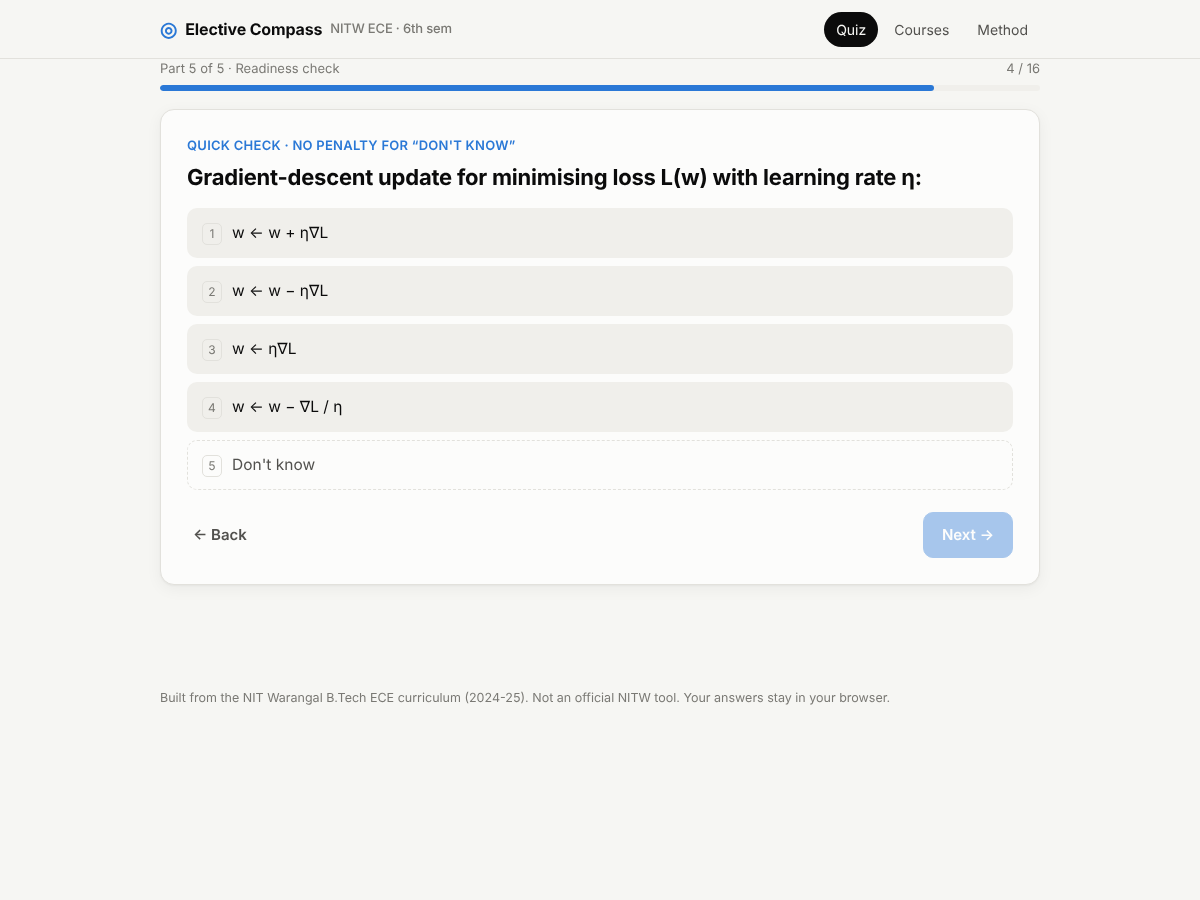 Elective Compass NITW ECE · 6th sem
Quiz Courses Method
Part 5 of 5 · Readiness check 4 / 16
QUICK CHECK · NO PENALTY FOR “DON'T KNOW”
Gradient-descent update for minimising loss L(w) with learning rate η:
1 w ← w + η∇L
2 w ← w − η∇L
3 w ← η∇L
4 w ← w − ∇L / η
5 Don't know
← Back Next →
Built from the NIT Warangal B.Tech ECE curriculum (2024-25). Not an official NITW tool. Your answers stay in your browser.